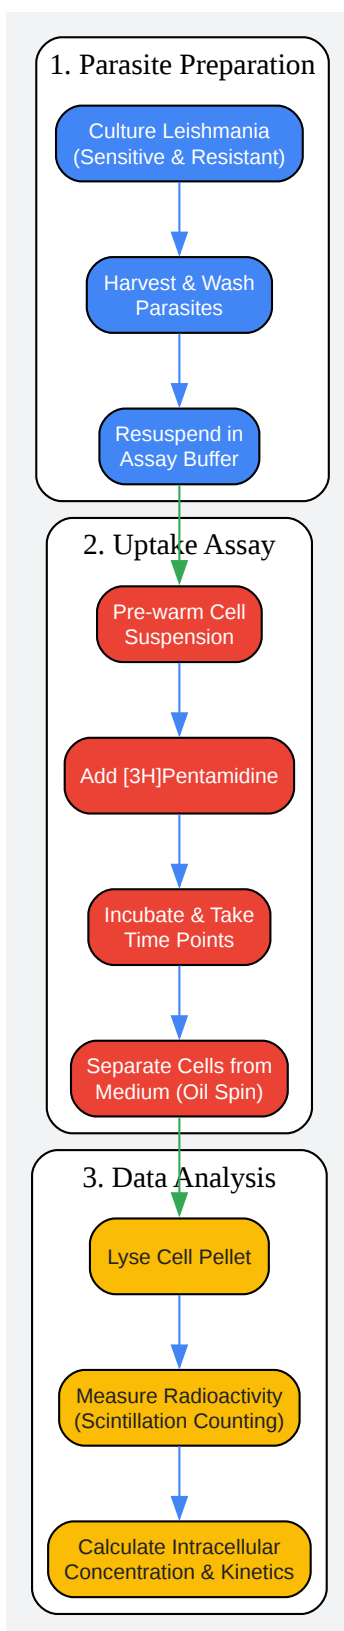 1. Parasite Preparation
Culture Leishmania
(Sensitive & Resistant)
Harvest & Wash
Parasites
Resuspend in
Assay Buffer
2. Uptake Assay
Pre-warm Cell
Suspension
Add [3H]Pentamidine
Incubate & Take
Time Points
Separate Cells from
Medium (Oil Spin)
3. Data Analysis
Lyse Cell Pellet
Measure Radioactivity
(Scintillation Counting)
Calculate Intracellular
Concentration & Kinetics